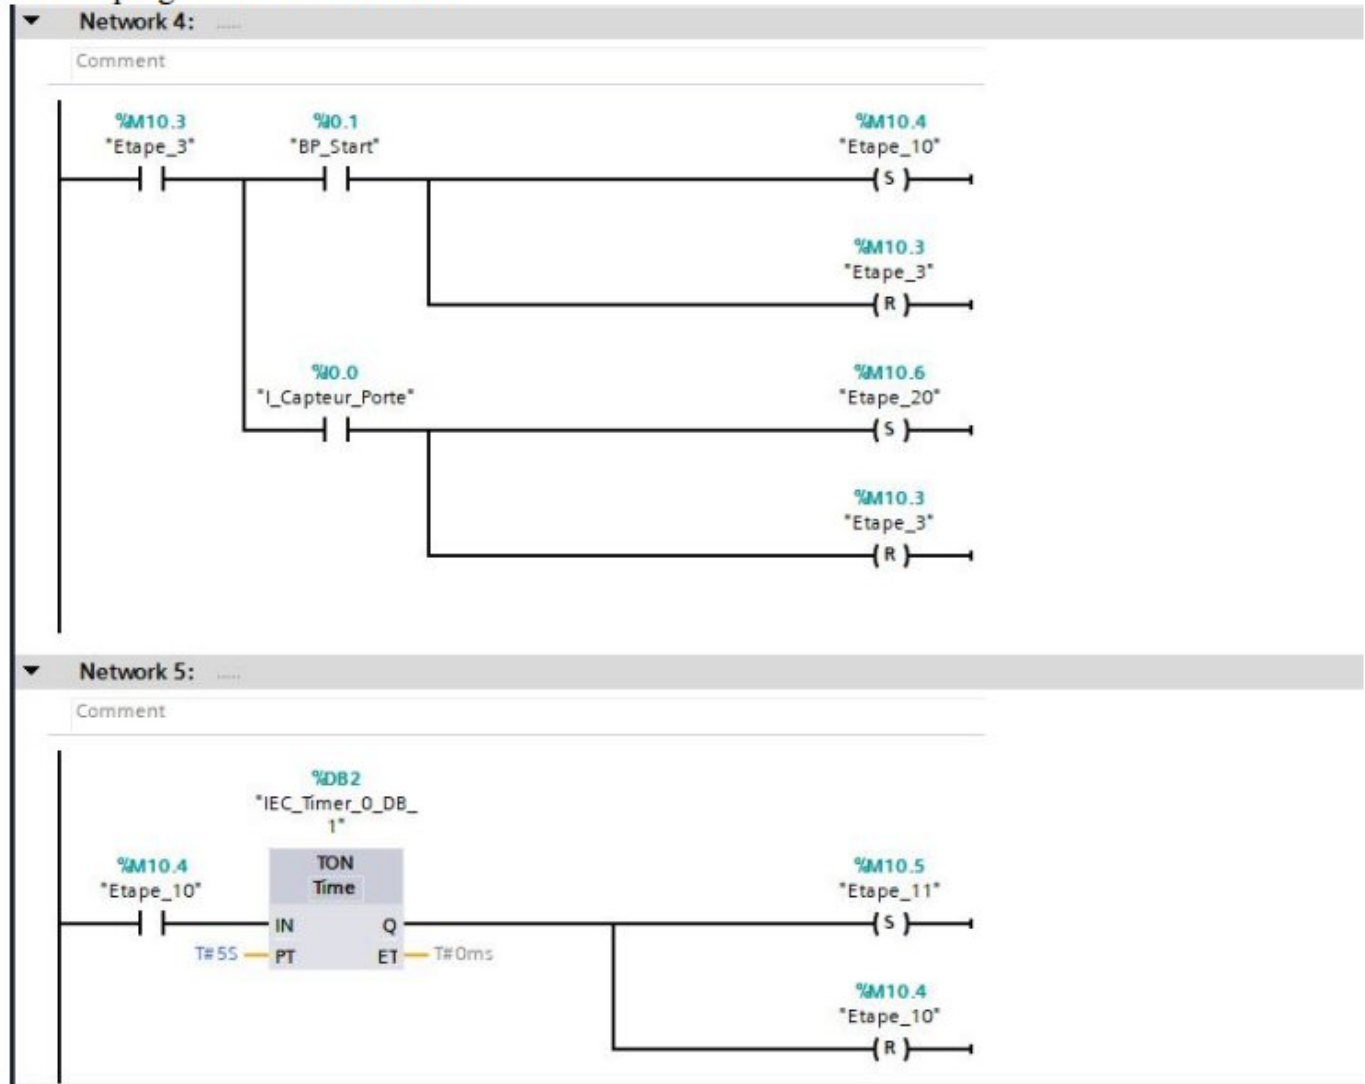 Network 4: .....
Comment
%M10.3 %I0.1 %M10.4
"Etape_3" "BP_Start" "Etape_10"
S
%M10.3
"Etape_3"
R
%I0.0 %M10.6
"I_Capteur_Porte" "Etape_20"
S
%M10.3
"Etape_3"
R
Network 5: .....
Comment
%DB2
"IEC_Timer_0_DB_
1"
%M10.4 TON %M10.5
"Etape_10" Time "Etape_11"
IN Q S
T#5S PT ET T#0ms
%M10.4
"Etape_10"
R